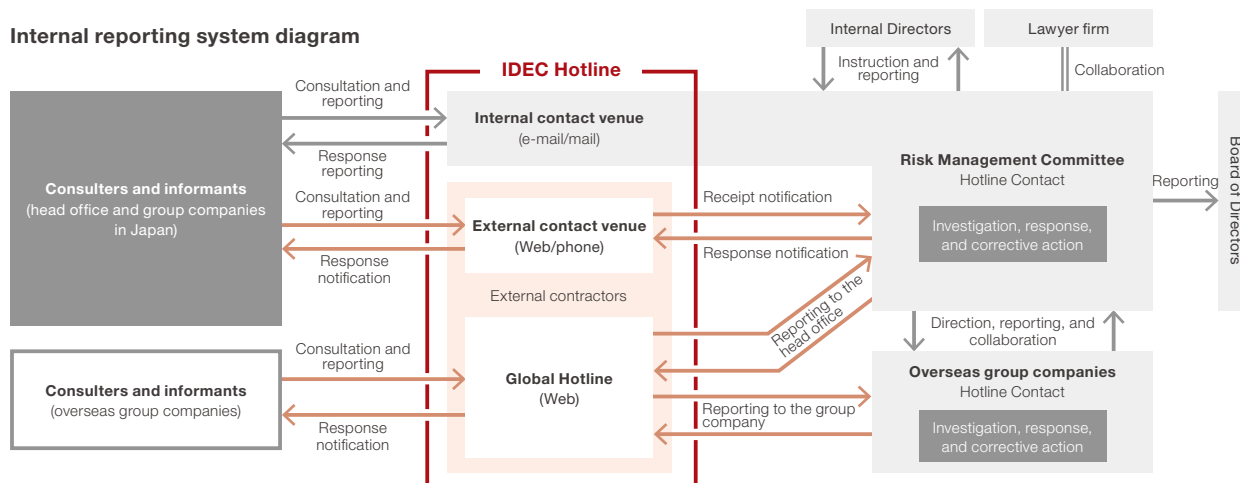 Internal reporting system diagram
Internal Directors
Lawyer firm
Instruction and
reporting
Collaboration
IDEC Hotline
Consultation and
reporting
Internal contact venue
(e-mail/mail)
Response
reporting
Consulters and informants
(head office and group companies
in Japan)
Consultation and
reporting
Response
notification
External contact venue
(Web/phone)
Receipt notification
Response notification
Risk Management Committee
Hotline Contact
Investigation, response,
and corrective action
Reporting
Board of Directors
External contractors
Reporting to the
head office
Direction, reporting, and
collaboration
Consultation and
reporting
Consulters and informants
(overseas group companies)
Response
notification
Global Hotline
(Web)
Reporting to the group
company
Overseas group companies
Hotline Contact
Investigation, response,
and corrective action